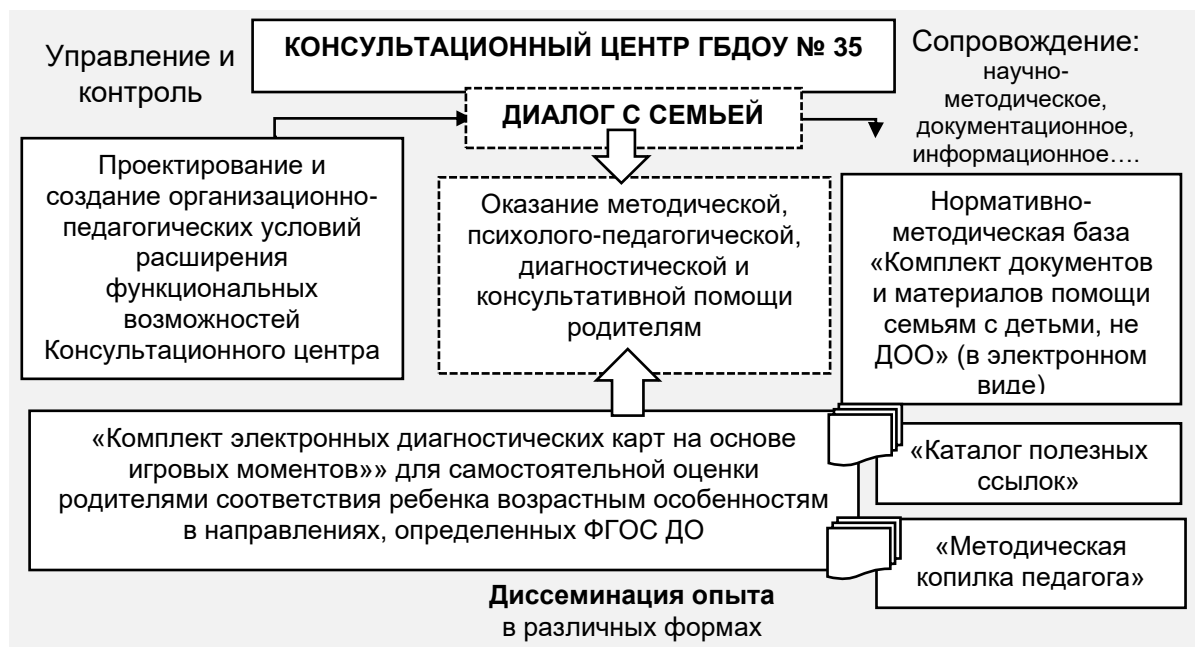 Управление и
контроль
КОНСУЛЬТАЦИОННЫЙ ЦЕНТР ГБДОУ № 35
Сопровождение:
научно-
методическое,
документационное,
информационное….
ДИАЛОГ С СЕМЬЕЙ
Проектирование и
создание организационно-
педагогических условий
расширения
функциональных
возможностей
Консультационного центра
Оказание методической,
психолого-педагогической,
диагностической и
консультативной помощи
родителям
Нормативно-
методическая база
«Комплект документов
и материалов помощи
семьям с детьми, не
ДОО» (в электронном
виде)
«Комплект электронных диагностических карт на основе
игровых моментов»» для самостоятельной оценки
родителями соответствия ребенка возрастным особенностям
в направлениях, определенных ФГОС ДО
«Каталог полезных
ссылок»
«Методическая
копилка педагога»
Диссеминация опыта
в различных формах